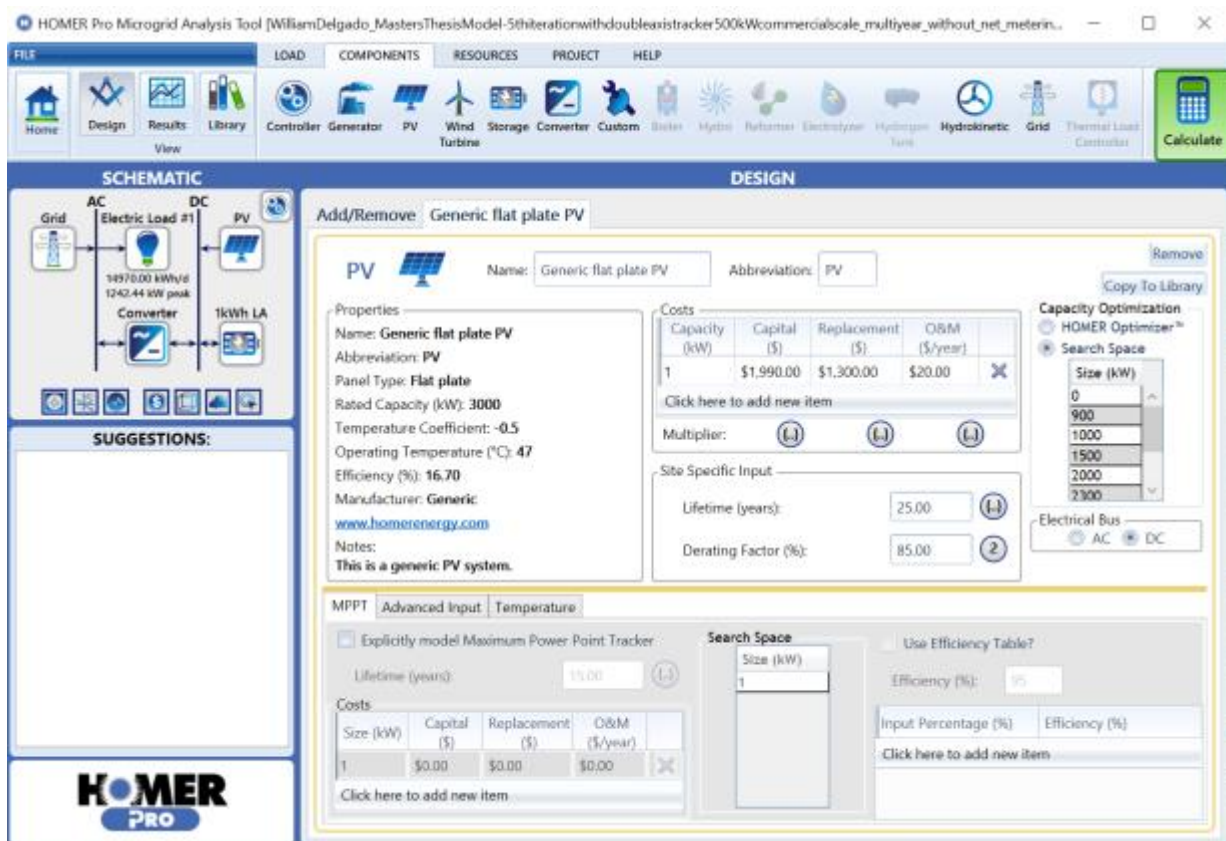 HOMER Pro Microgrid Analysis Tool [WilliamDelgado_MastersThesisModel-5thiterationwithdoubleaxistracker500kWcommercialscale_multiyear_without_net_meterin...
FILE
LOAD COMPONENTS RESOURCES PROJECT HELP
Home
Design Results Library
View
Controller Generator PV Wind Turbine Storage Converter Custom Boiler Hydro Reformer Electrolyzer Hydrogen Tank Hydrokinetic Grid Thermal Load Controller
Calculate
SCHEMATIC
AC DC
Grid Electric Load #1 PV
14970.00 kWh/d
1242.44 kW peak
Converter 1kWh LA
SUGGESTIONS:
HOMER
PRO
DESIGN
Add/Remove Generic flat plate PV
PV Name: Generic flat plate PV Abbreviation: PV
Remove
Copy To Library
Properties
Name: Generic flat plate PV
Abbreviation: PV
Panel Type: Flat plate
Rated Capacity (kW): 3000
Temperature Coefficient: -0.5
Operating Temperature (°C): 47
Efficiency (%): 16.70
Manufacturer: Generic
www.homerenergy.com
Notes:
This is a generic PV system.
Costs
Capacity (kW) Capital ($) Replacement ($) O&M ($/year)
1 $1,990.00 $1,300.00 $20.00
Click here to add new item
Multiplier: (..) (..) (..)
Site Specific Input
Lifetime (years): 25.00 (..)
Derating Factor (%): 85.00 2
Capacity Optimization
HOMER Optimizer™
Search Space
Size (kW)
0
900
1000
1500
2000
2300
Electrical Bus
AC DC
MPPT Advanced Input Temperature
Explicitly model Maximum Power Point Tracker
Lifetime (years): 15.00 (..)
Costs
Size (kW) Capital ($) Replacement ($) O&M ($/year)
1 $0.00 $0.00 $0.00
Click here to add new item
Search Space
Size (kW)
1
Use Efficiency Table?
Efficiency (%): 95
Input Percentage (%) Efficiency (%)
Click here to add new item